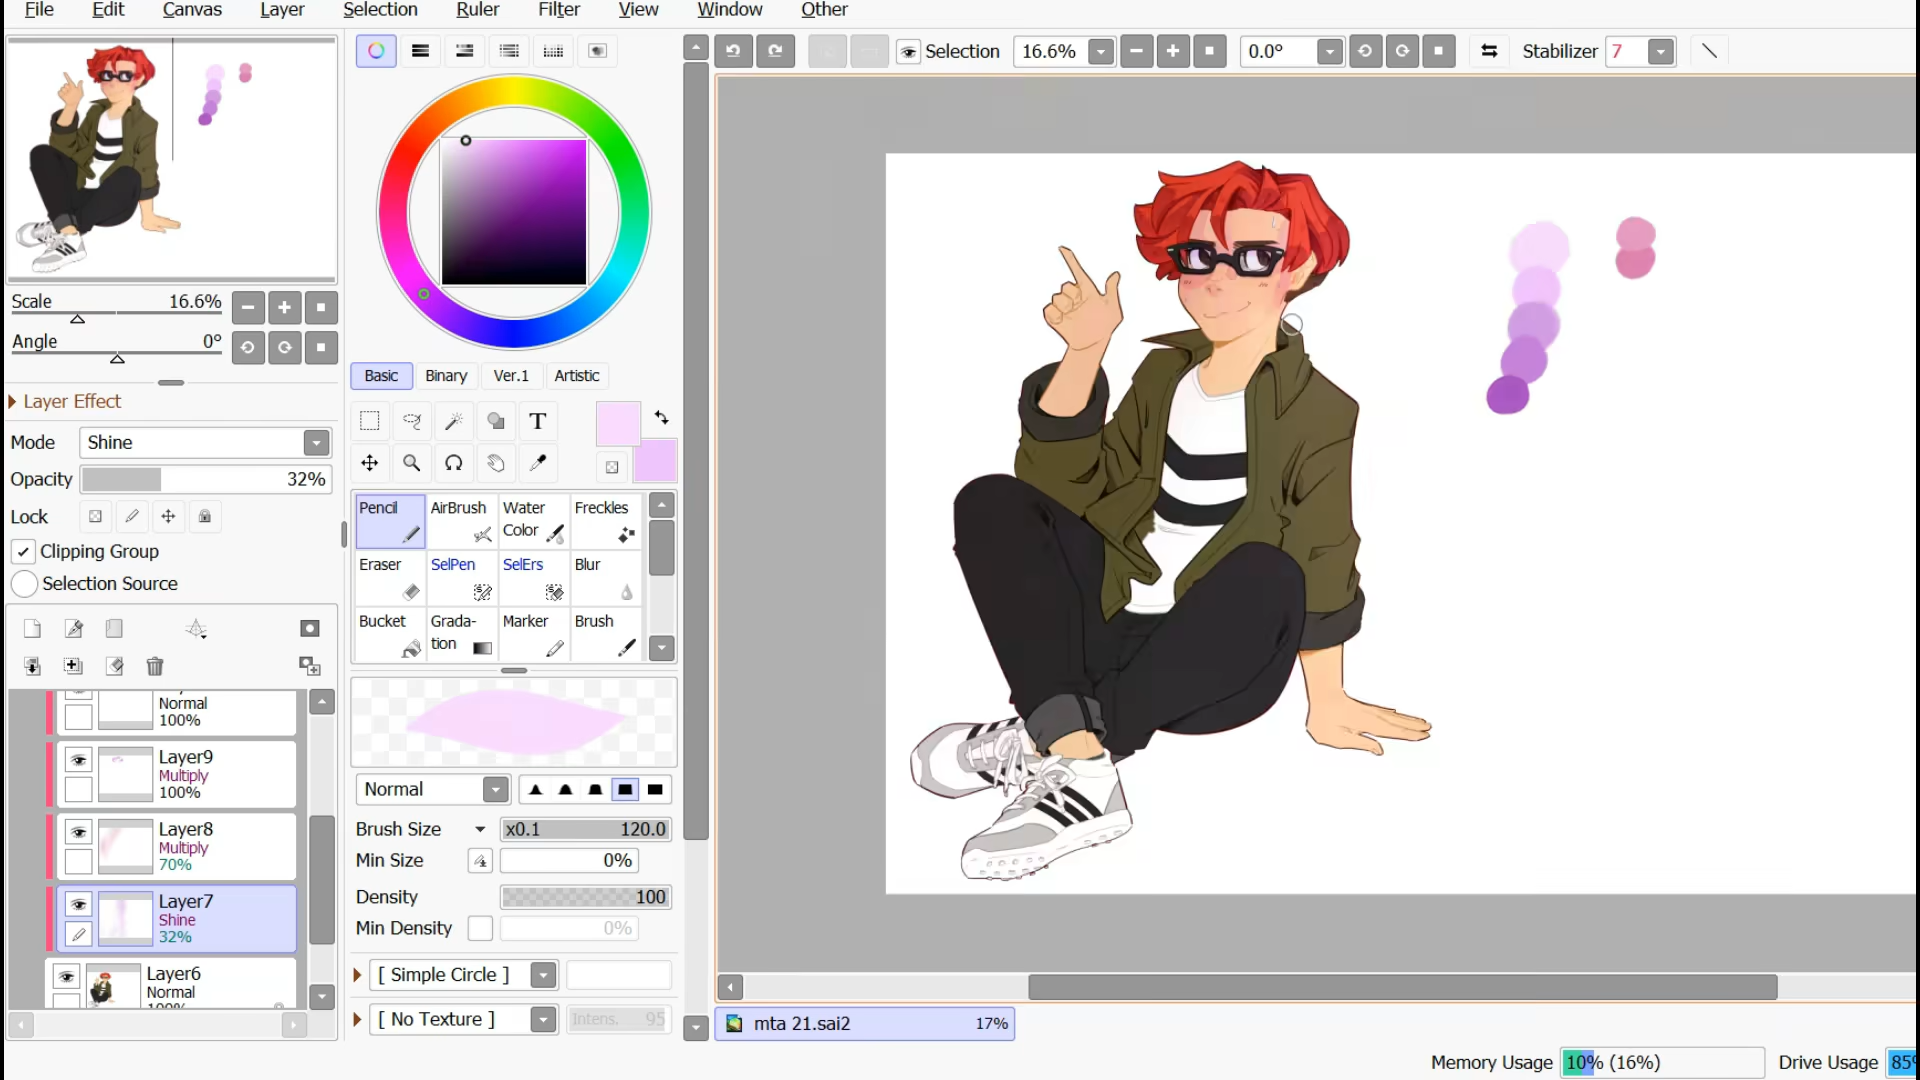 File Edit Canvas Layer Selection Ruler Filter View Window Other
Selection 16.6% 0.0° Stabilizer 7
Scale 16.6%
Angle 0°
Layer Effect
Mode Shine
Opacity 32%
Lock
Clipping Group
Selection Source
Normal
100%
Layer9
Multiply
100%
Layer8
Multiply
70%
Layer7
Shine
32%
Layer6
Normal
100%
Basic Binary Ver.1 Artistic
T
Pencil AirBrush Water Color Freckles
Eraser SelPen SelErs Blur
Bucket Grada-tion Marker Brush
Normal
Brush Size x0.1 120.0
Min Size 0%
Density 100
Min Density 0%
[ Simple Circle ]
[ No Texture ] Intens. 95
mta 21.sai2 17%
Memory Usage 10% (16%) Drive Usage 85%